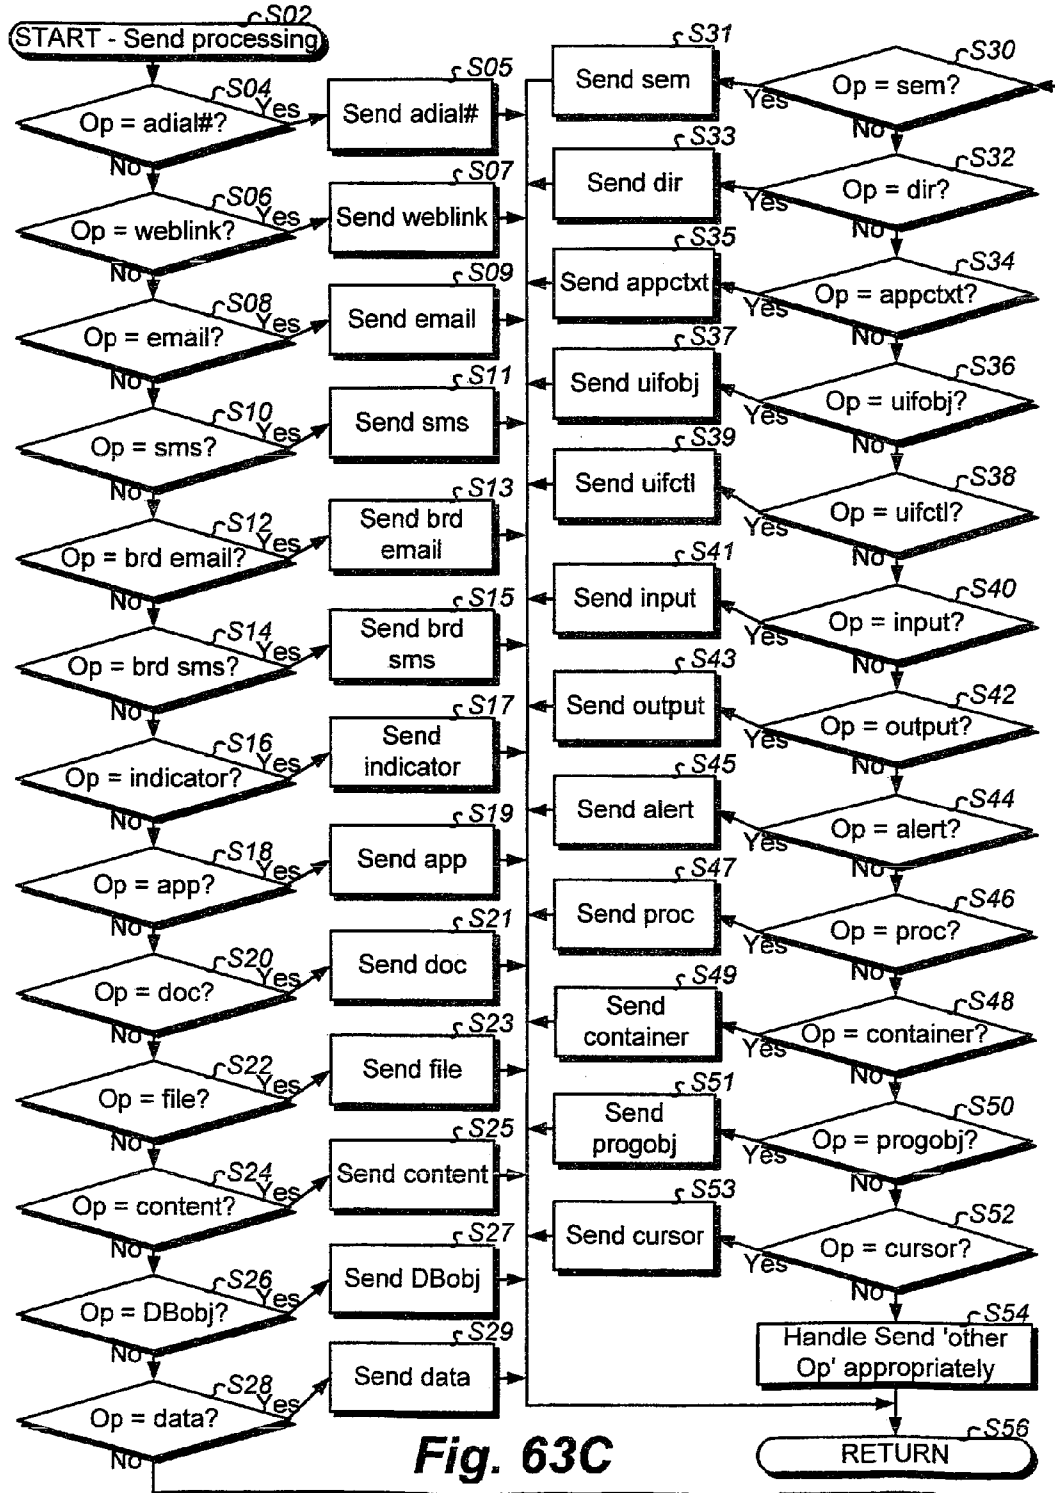 S02
START - Send processing
S04
Op = adial#?
Yes
No
S05
Send adial#
S06
Op = weblink?
Yes
No
S07
Send weblink
S08
Op = email?
Yes
No
S09
Send email
S10
Op = sms?
Yes
No
S11
Send sms
S12
Op = brd email?
Yes
No
S13
Send brd
email
S14
Op = brd sms?
Yes
No
S15
Send brd
sms
S16
Op = indicator?
Yes
No
S17
Send
indicator
S18
Op = app?
Yes
No
S19
Send app
S20
Op = doc?
Yes
No
S21
Send doc
S22
Op = file?
Yes
No
S23
Send file
S24
Op = content?
Yes
No
S25
Send content
S26
Op = DBobj?
Yes
No
S27
Send DBobj
S28
Op = data?
Yes
No
S29
Send data
S30
Op = sem?
Yes
No
S31
Send sem
S32
Op = dir?
Yes
No
S33
Send dir
S34
Op = appctxt?
Yes
No
S35
Send appctxt
S36
Op = uifobj?
Yes
No
S37
Send uifobj
S38
Op = uifctl?
Yes
No
S39
Send uifctl
S40
Op = input?
Yes
No
S41
Send input
S42
Op = output?
Yes
No
S43
Send output
S44
Op = alert?
Yes
No
S45
Send alert
S46
Op = proc?
Yes
No
S47
Send proc
S48
Op = container?
Yes
No
S49
Send
container
S50
Op = progobj?
Yes
No
S51
Send
progobj
S52
Op = cursor?
Yes
No
S53
Send cursor
S54
Handle Send 'other
Op' appropriately
S56
RETURN
Fig. 63C